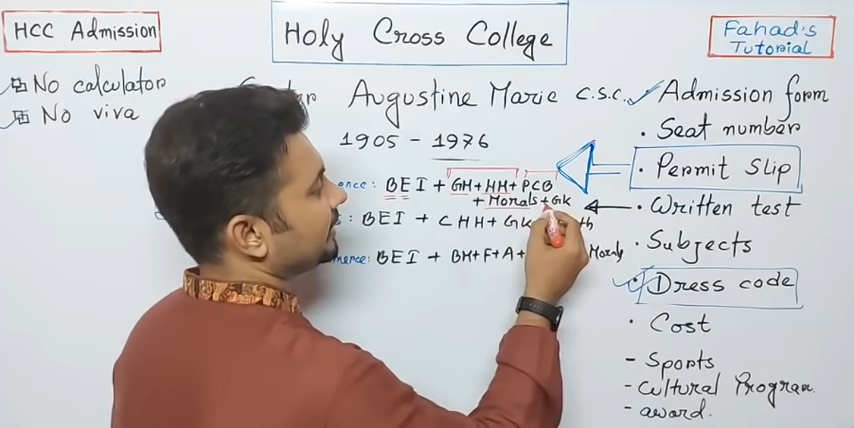 HCC Admission
Holy Cross College
Fahad's
Tutorial
No calculator
No viva
Augustine Marie C.S.C.
1905 - 1976
ence: BEI + GH + HH + PCB
+ Morals + GK
: BEI + CHH + GK
merce: BEI + BH + F + A +
Admission form
• Seat number
• Permit Slip
• Written test
• Subjects
• Dress code
• Cost
- Sports
- Cultural Program.
- award.